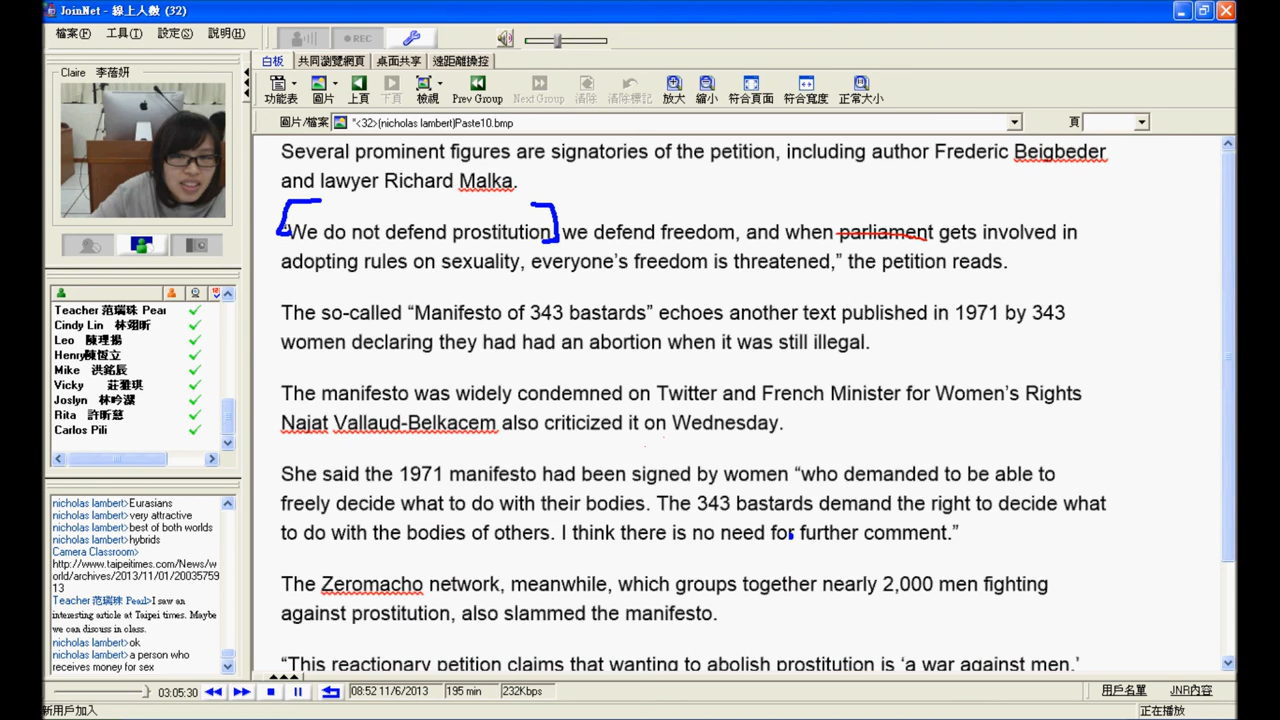 JoinNet - 線上人數 (32)
檔案(F) 工具(I) 設定(S) 說明(H)
REC
Claire 李蓓妍
白板 共同瀏覽網頁 桌面共享 遠距離操控
功能表 圖片 上頁 下頁 檢視 Prev Group Next Group 清除 清除標記 放大 縮小 符合頁面 符合寬度 正常大小
圖片/檔案 "<32>(nicholas lambert)Paste10.bmp 頁
Several prominent figures are signatories of the petition, including author Frederic Beigbeder
and lawyer Richard Malka.
“We do not defend prostitution, we defend freedom, and when parliament gets involved in
adopting rules on sexuality, everyone’s freedom is threatened,” the petition reads.
The so-called “Manifesto of 343 bastards” echoes another text published in 1971 by 343
women declaring they had had an abortion when it was still illegal.
The manifesto was widely condemned on Twitter and French Minister for Women’s Rights
Najat Vallaud-Belkacem also criticized it on Wednesday.
She said the 1971 manifesto had been signed by women “who demanded to be able to
freely decide what to do with their bodies. The 343 bastards demand the right to decide what
to do with the bodies of others. I think there is no need for further comment.”
The Zeromacho network, meanwhile, which groups together nearly 2,000 men fighting
against prostitution, also slammed the manifesto.
“This reactionary petition claims that wanting to abolish prostitution is ‘a war against men.’
Teacher 范瑞珠 Pearl
Cindy Lin 林翊昕
Leo 陳理揚
Henry陳恆立
Mike 洪銘辰
Vicky 莊雅琪
Joslyn 林吟潔
Rita 許昕慈
Carlos Pili
nicholas lambert>Eurasians
nicholas lambert>very attractive
nicholas lambert>best of both worlds
nicholas lambert>hybrids
Camera Classroom>
http://www.taipeitimes.com/News/w
orld/archives/2013/11/01/20035759
13
Teacher 范瑞珠 Pearl>I saw an
interesting article at Taipei times. Maybe
we can discuss in class.
nicholas lambert>ok
nicholas lambert>a person who
receives money for sex
03:05:30 08:52 11/6/2013 195 min 232Kbps 用戶名單 JNR內容
新用戶加入 正在播放